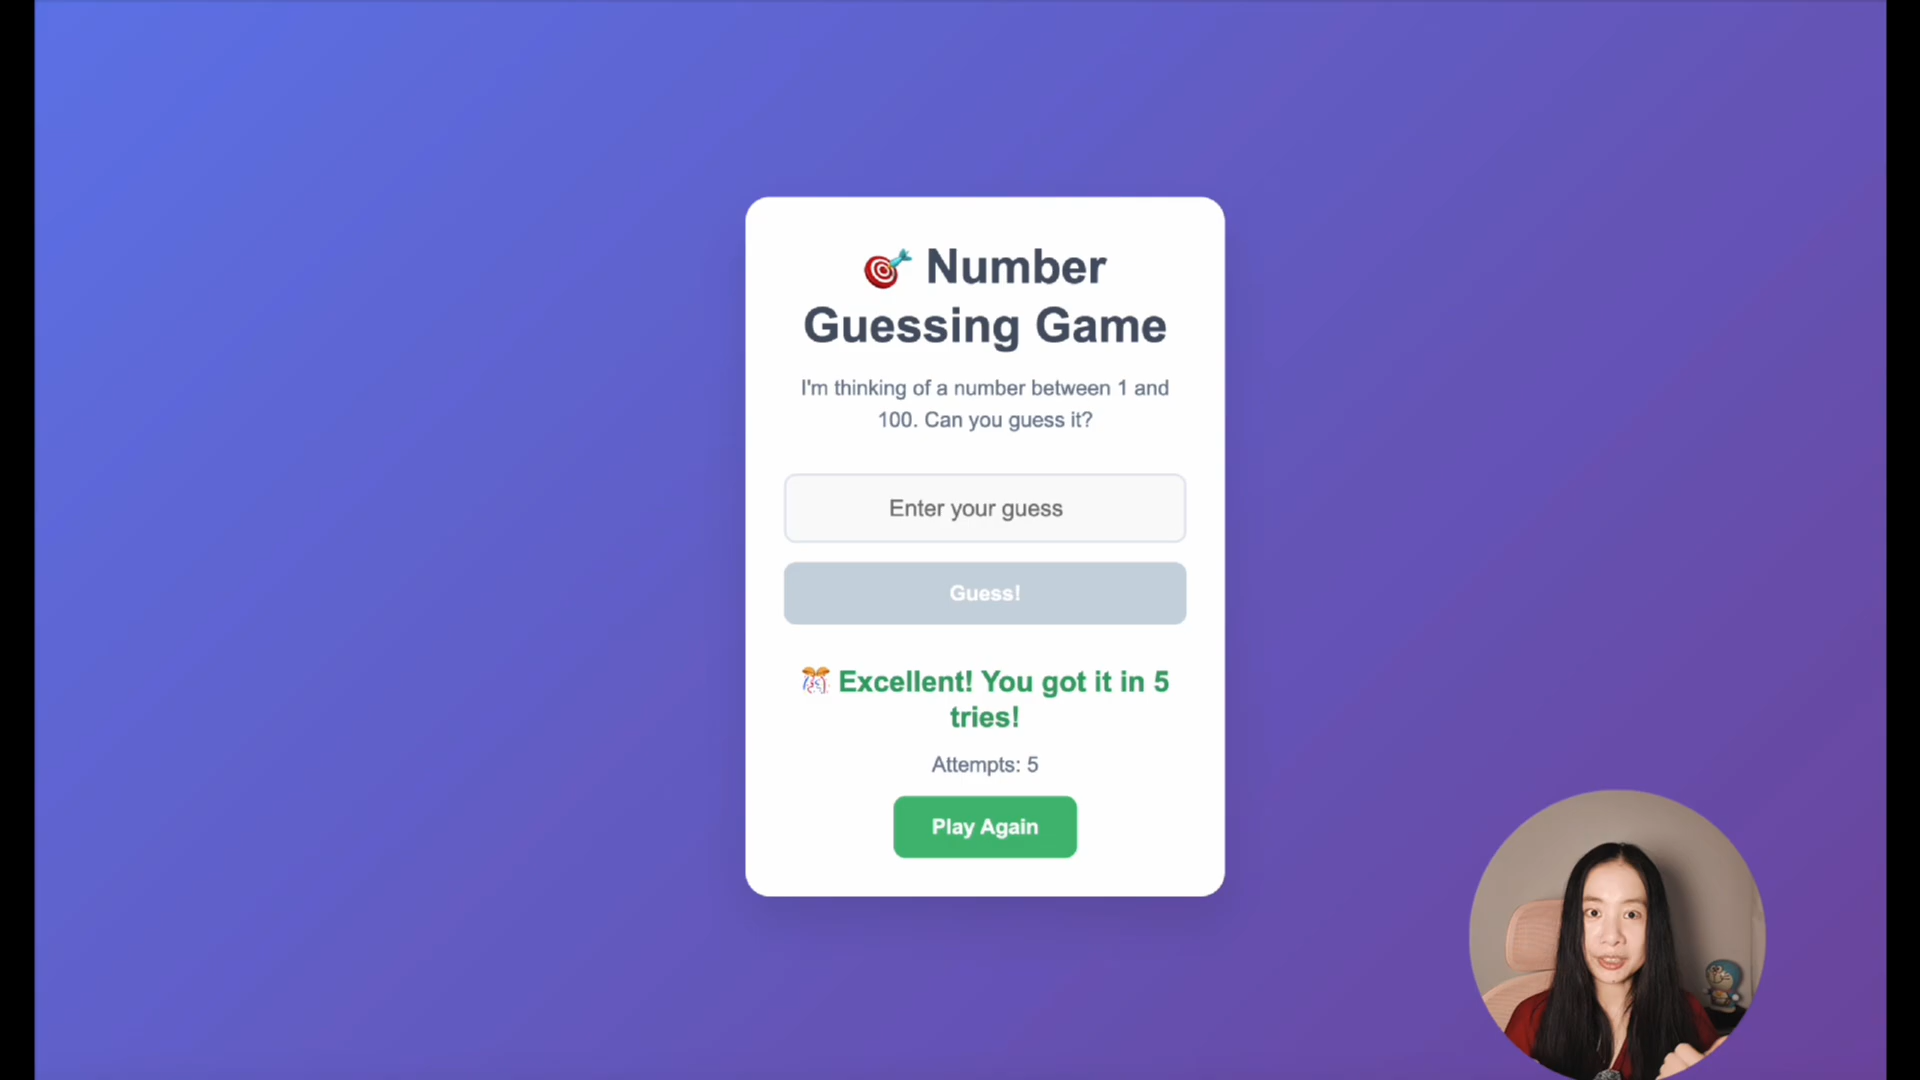 🎯 Number
Guessing Game
I'm thinking of a number between 1 and
100. Can you guess it?
Enter your guess
Guess!
🎊 Excellent! You got it in 5
tries!
Attempts: 5
Play Again